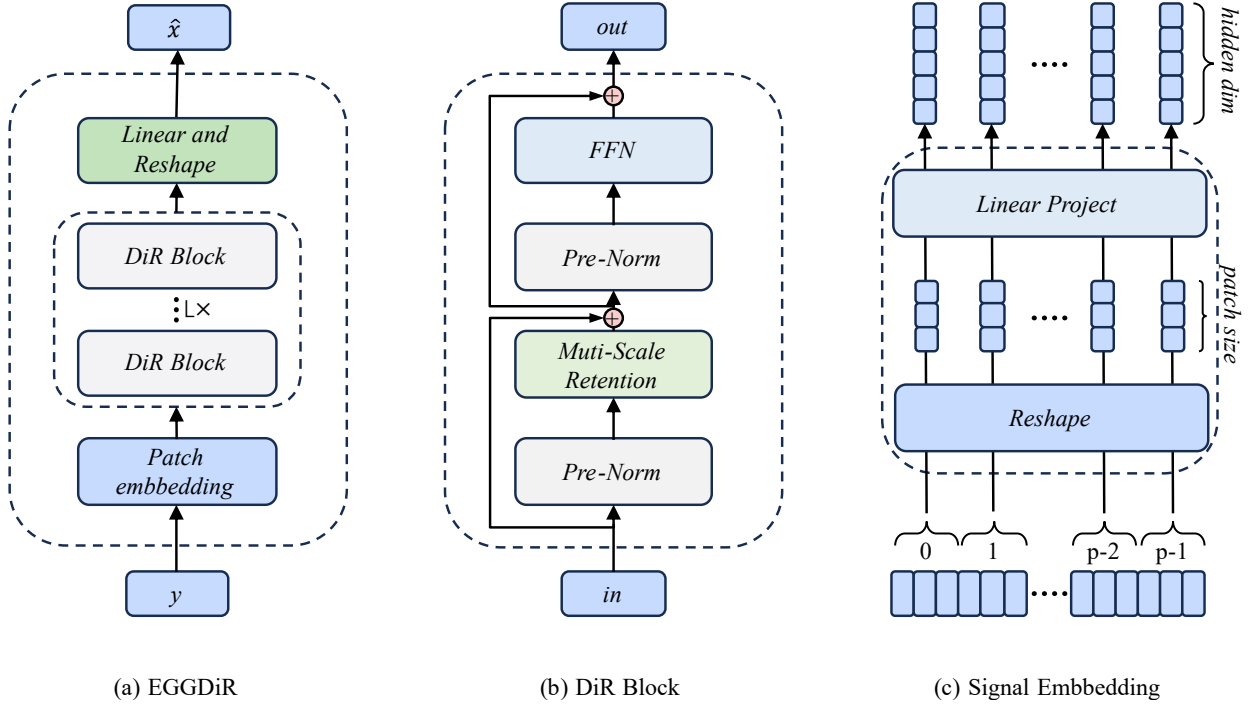 x̂
Linear and
Reshape
DiR Block
L×
DiR Block
Patch
embbedding
y
(a) EGGDiR
out
+
FFN
Pre-Norm
+
Muti-Scale
Retention
Pre-Norm
in
(b) DiR Block
hidden dim
....
Linear Project
patch size
....
Reshape
0 1 p-2 p-1
....
(c) Signal Embbedding